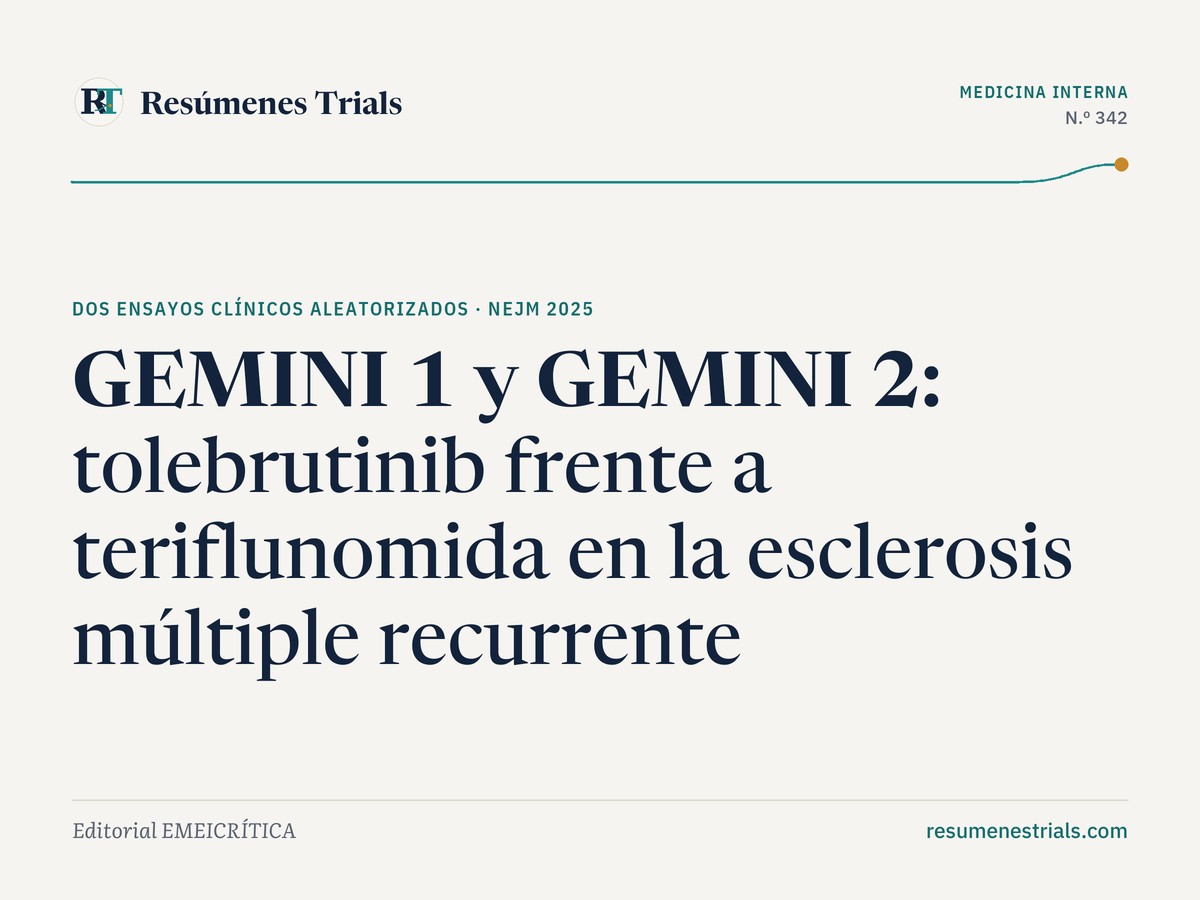 RT Resúmenes Trials
MEDICINA INTERNA
N.º 342
DOS ENSAYOS CLÍNICOS ALEATORIZADOS · NEJM 2025
GEMINI 1 y GEMINI 2:
tolebrutinib frente a
teriflunomida en la esclerosis
múltiple recurrente
Editorial EMEICRÍTICA
resumenestrials.com